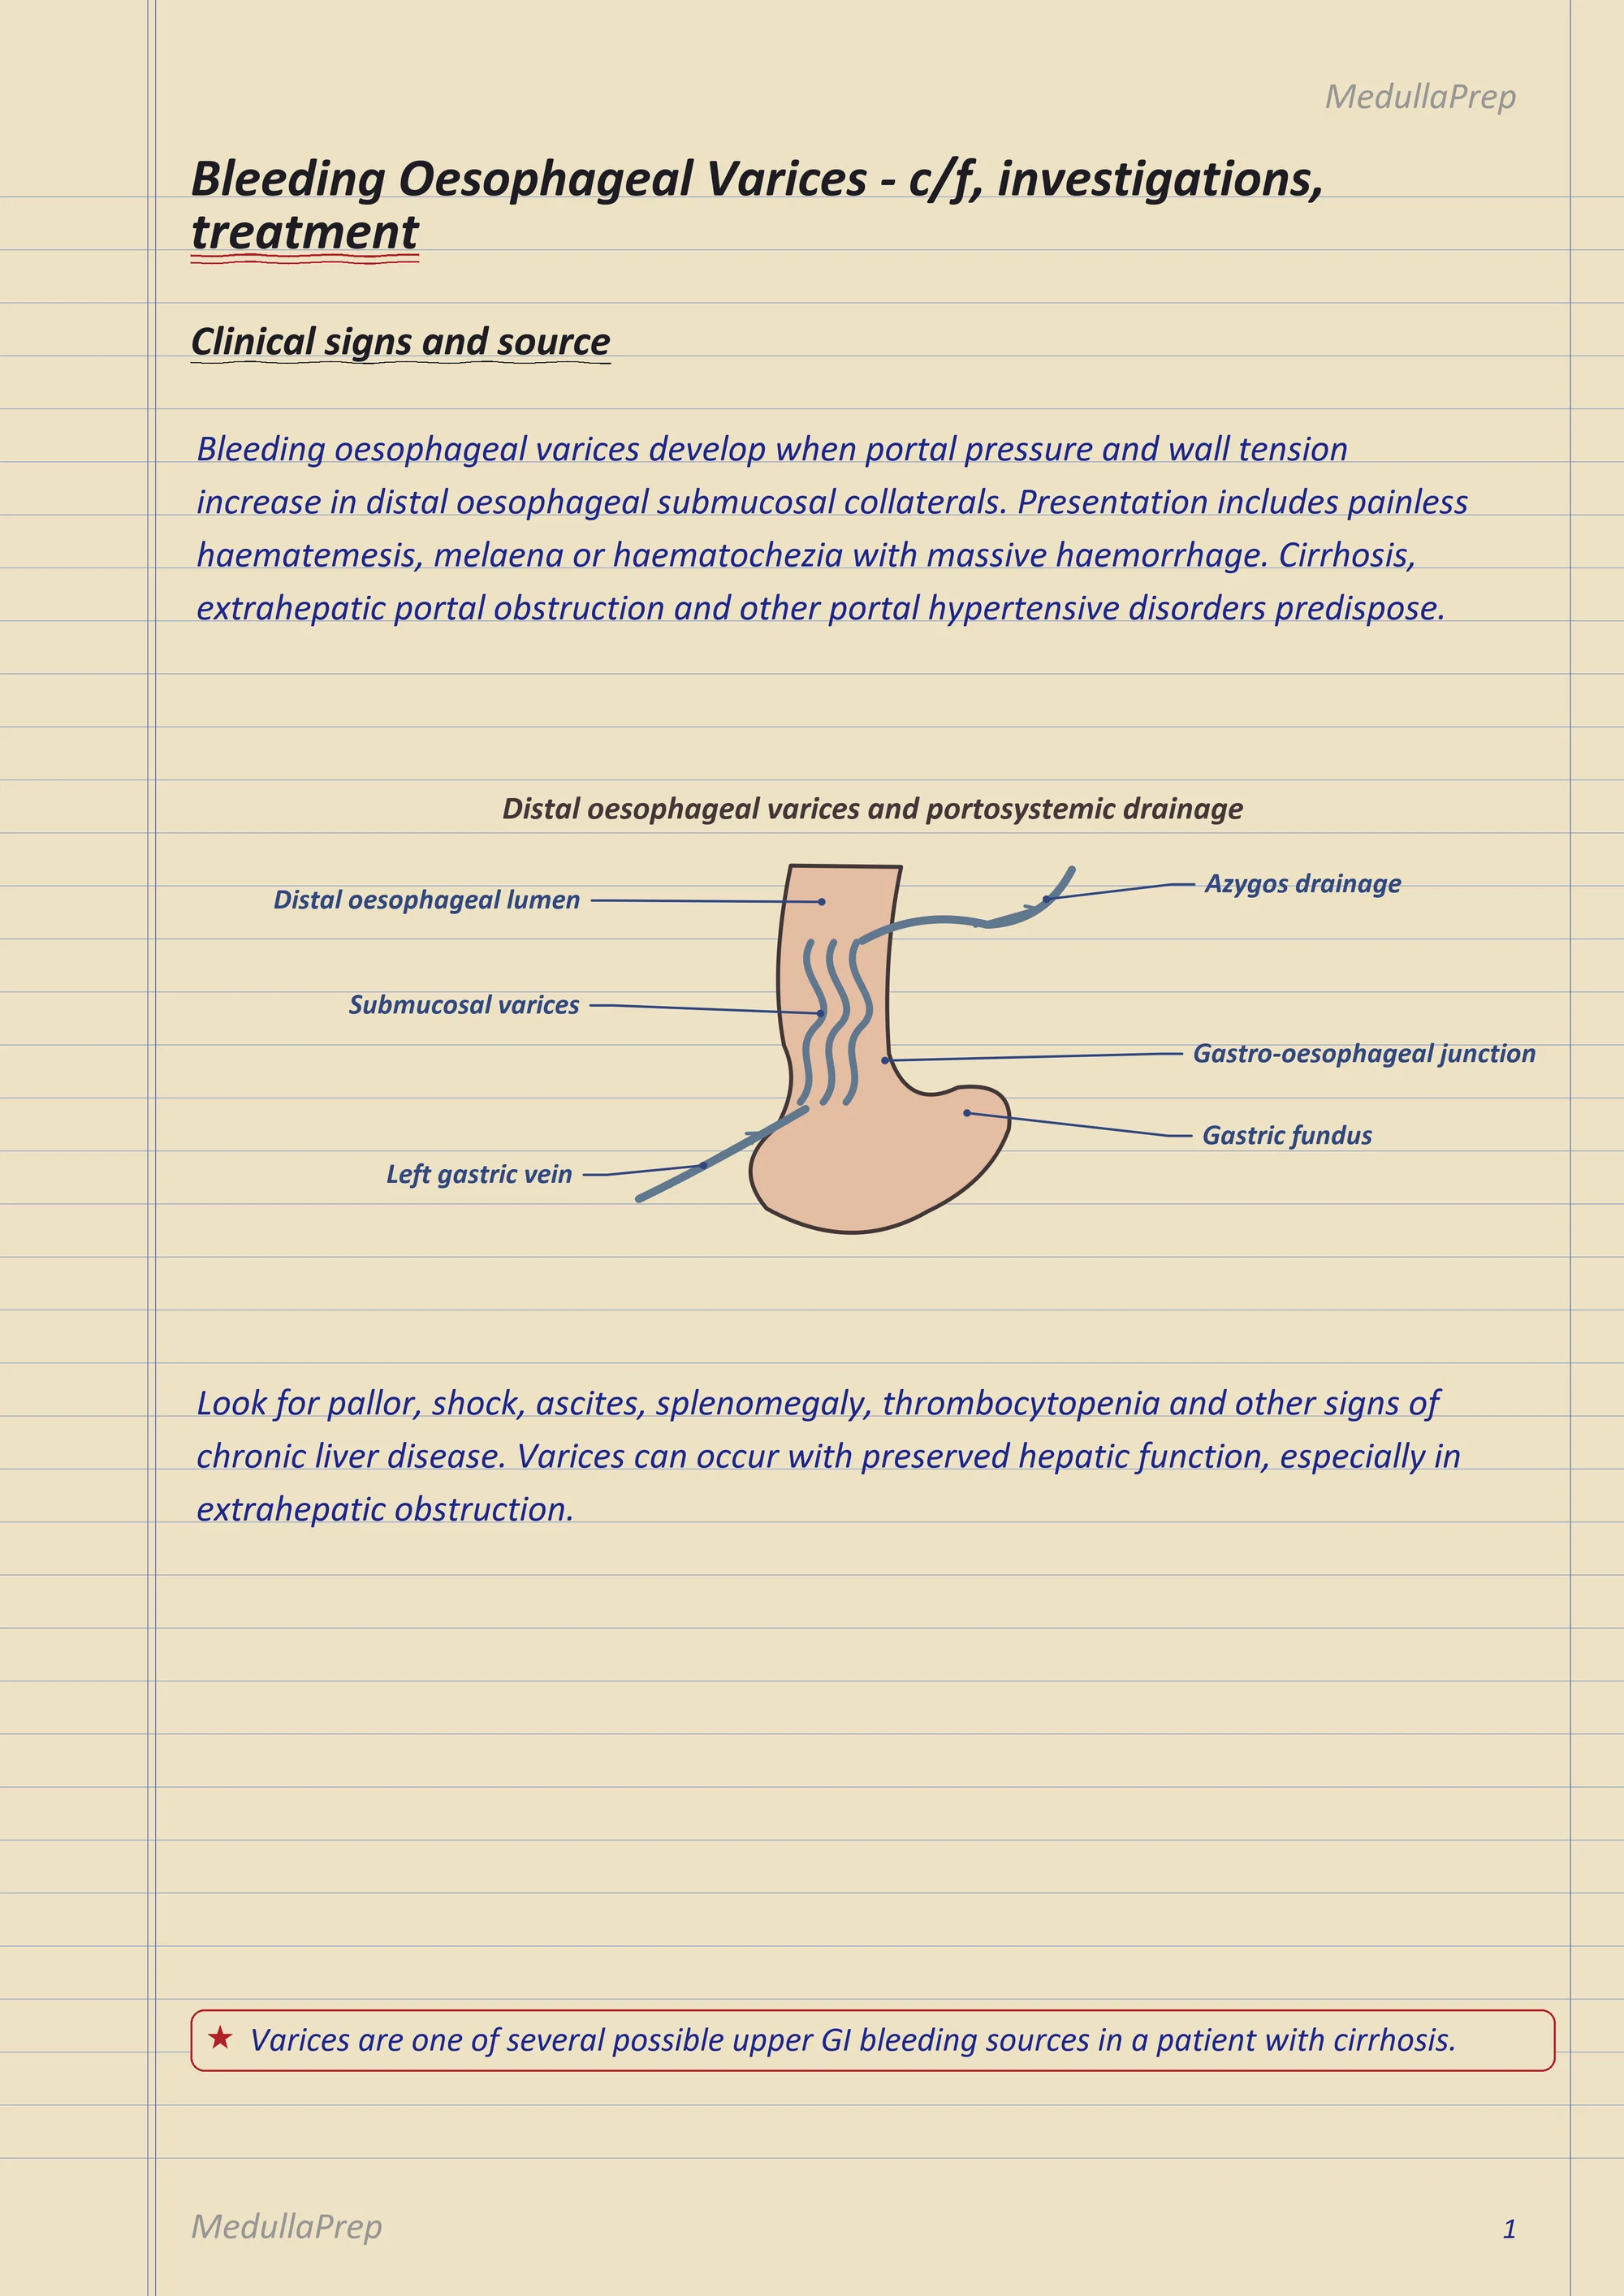 MedullaPrep
Bleeding Oesophageal Varices - c/f, investigations,
treatment
Clinical signs and source
Bleeding oesophageal varices develop when portal pressure and wall tension
increase in distal oesophageal submucosal collaterals. Presentation includes painless
haematemesis, melaena or haematochezia with massive haemorrhage. Cirrhosis,
extrahepatic portal obstruction and other portal hypertensive disorders predispose.
Distal oesophageal varices and portosystemic drainage
Azygos drainage
Distal oesophageal lumen
Submucosal varices
Gastro-oesophageal junction
Gastric fundus
Left gastric vein
Look for pallor, shock, ascites, splenomegaly, thrombocytopenia and other signs of
chronic liver disease. Varices can occur with preserved hepatic function, especially in
extrahepatic obstruction.
★ Varices are one of several possible upper GI bleeding sources in a patient with cirrhosis.
MedullaPrep
1